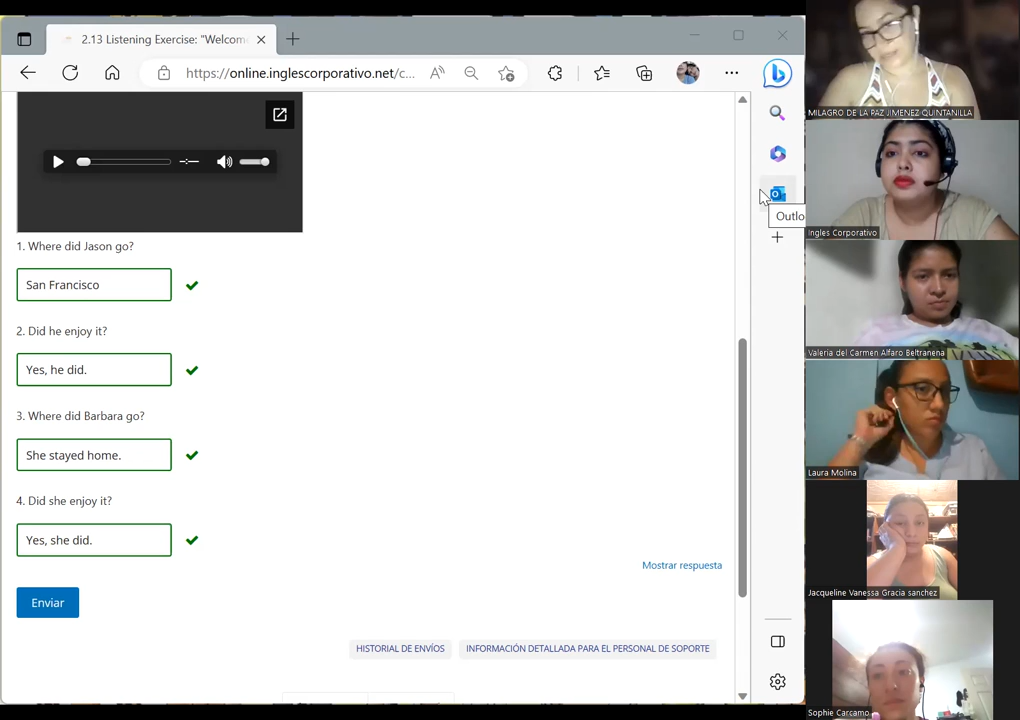 2.13 Listening Exercise: "Welcom
https://online.inglescorporativo.net/c...
1. Where did Jason go?
San Francisco
2. Did he enjoy it?
Yes, he did.
3. Where did Barbara go?
She stayed home.
4. Did she enjoy it?
Yes, she did.
Mostrar respuesta
Enviar
HISTORIAL DE ENVÍOS
INFORMACIÓN DETALLADA PARA EL PERSONAL DE SOPORTE
Outlo
MILAGRO DE LA PAZ JIMENEZ QUINTANILLA
Ingles Corporativo
Valeria del Carmen Alfaro Beltranena
Laura Molina
Jacqueline Vanessa Gracia sanchez
Sophie Carcamo